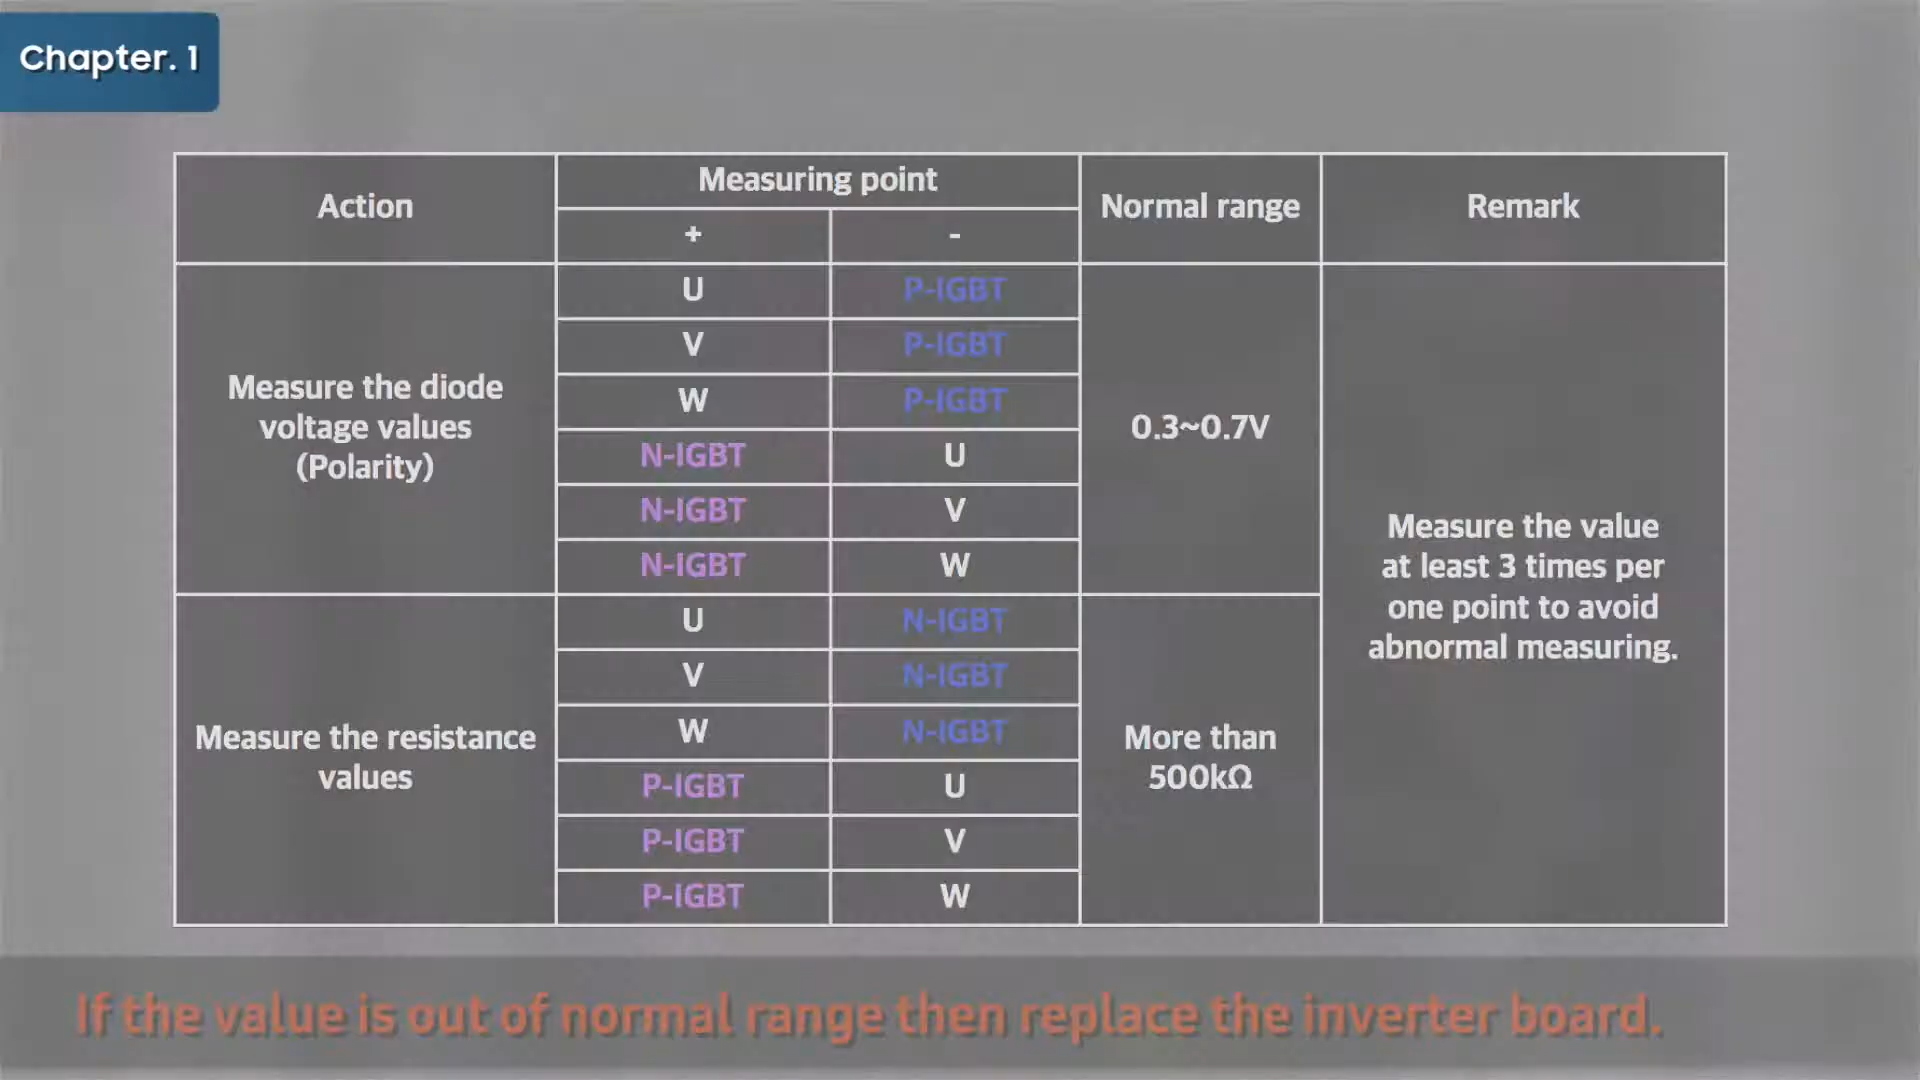 Chapter. 1
Action
Measuring point
Normal range
Remark
+
-
Measure the diode
voltage values
(Polarity)
U
P-IGBT
V
P-IGBT
W
P-IGBT
N-IGBT
U
N-IGBT
V
N-IGBT
W
0.3~0.7V
Measure the value
at least 3 times per
one point to avoid
abnormal measuring.
Measure the resistance
values
U
N-IGBT
V
N-IGBT
W
N-IGBT
P-IGBT
U
P-IGBT
V
P-IGBT
W
More than
500kΩ
If the value is out of normal range then replace the inverter board.